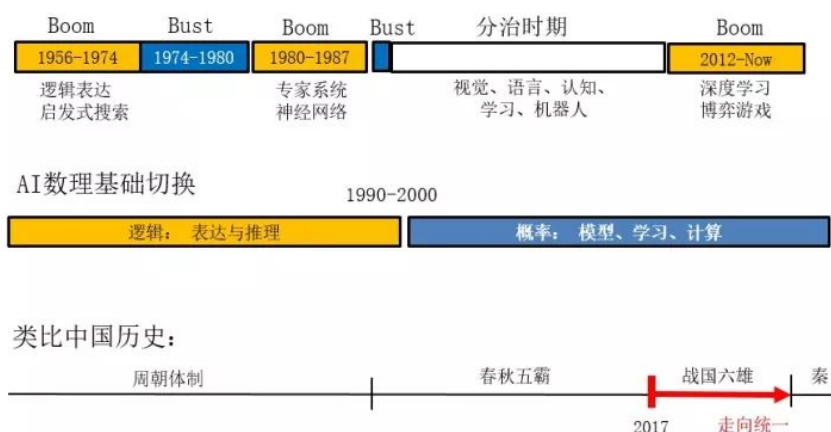 Boom Bust Boom Bust 分治时期 Boom
1956-1974 1974-1980 1980-1987 2012-Now
逻辑表达 专家系统 视觉、语言、认知、 深度学习
启发式搜索 神经网络 学习、机器人 博弈游戏
AI数理基础切换
1990-2000
逻辑： 表达与推理 概率： 模型、学习、计算
类比中国历史：
周朝体制 春秋五霸 战国六雄 秦
2017 走向统一